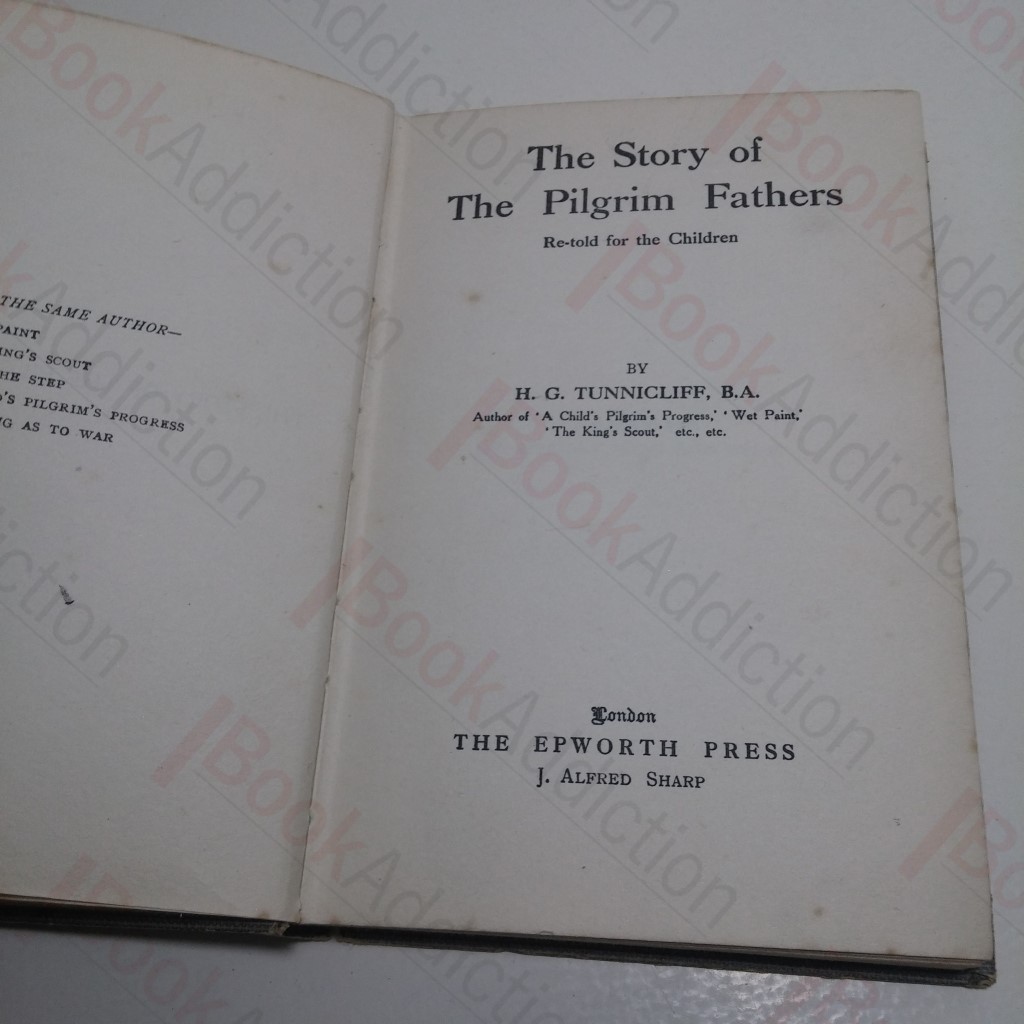 THE SAME AUTHOR—
PAINT
ING'S SCOUT
HE STEP
'S PILGRIM'S PROGRESS
G AS TO WAR
The Story of
The Pilgrim Fathers
Re-told for the Children
BY
H. G. TUNNICLIFF, B.A.
Author of 'A Child's Pilgrim's Progress,' 'Wet Paint,'
'The King's Scout,' etc., etc.
London
THE EPWORTH PRESS
J. ALFRED SHARP
BookAddiction